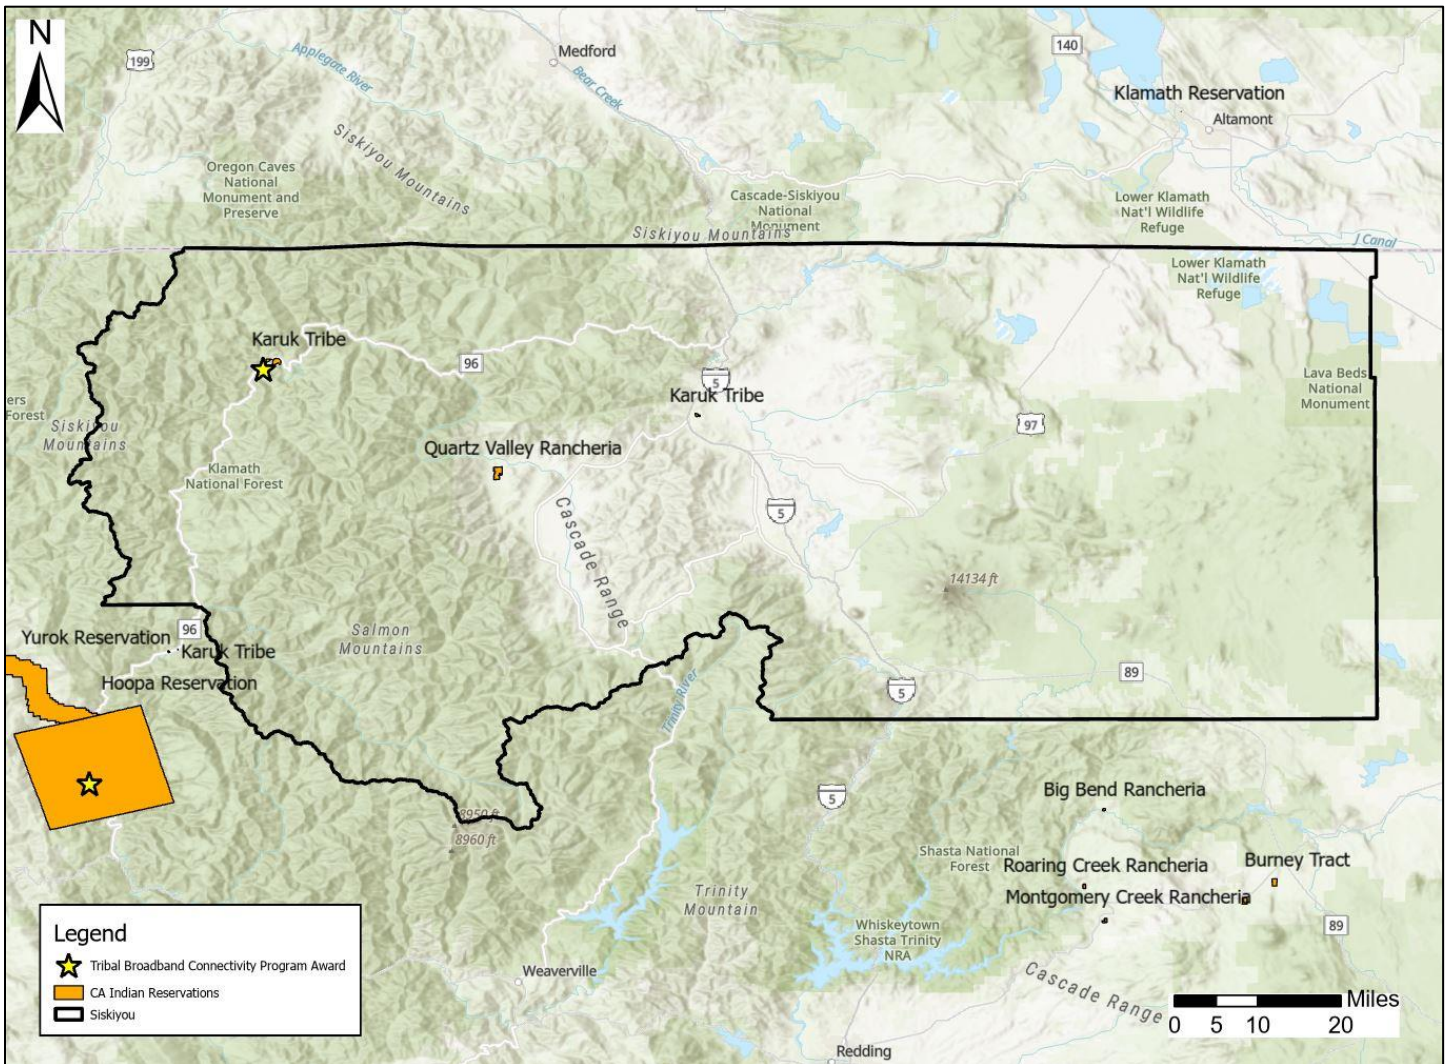 N
199
Applegate River
Medford
Bear Creek
140
Klamath Reservation
Altamont
Siskiyou Mountains
Oregon Caves
National
Monument and
Preserve
Cascade-Siskiyou
National
Monument
Siskiyou Mountains
Lower Klamath
Nat'l Wildlife
Refuge
J Canal
Lower Klamath
Nat'l Wildlife
Refuge
Karuk Tribe
96
5
Karuk Tribe
Lava Beds
National
Monument
ers
Forest
Siskiyou
Mountains
97
Quartz Valley Rancheria
Klamath
National Forest
5
Cascade Range
14134 ft
Salmon
Mountains
Yurok Reservation
96
Karuk Tribe
Hoopa Reservation
Trinity River
5
89
5
Big Bend Rancheria
8950 ft
8960 ft
Shasta National
Forest
Roaring Creek Rancheria
Burney Tract
Montgomery Creek Rancheria
Trinity
Mountain
Whiskeytown
Shasta Trinity
NRA
89
Weaverville
Cascade Range
Redding
Legend
Tribal Broadband Connectivity Program Award
CA Indian Reservations
Siskiyou
Miles
0 5 10 20